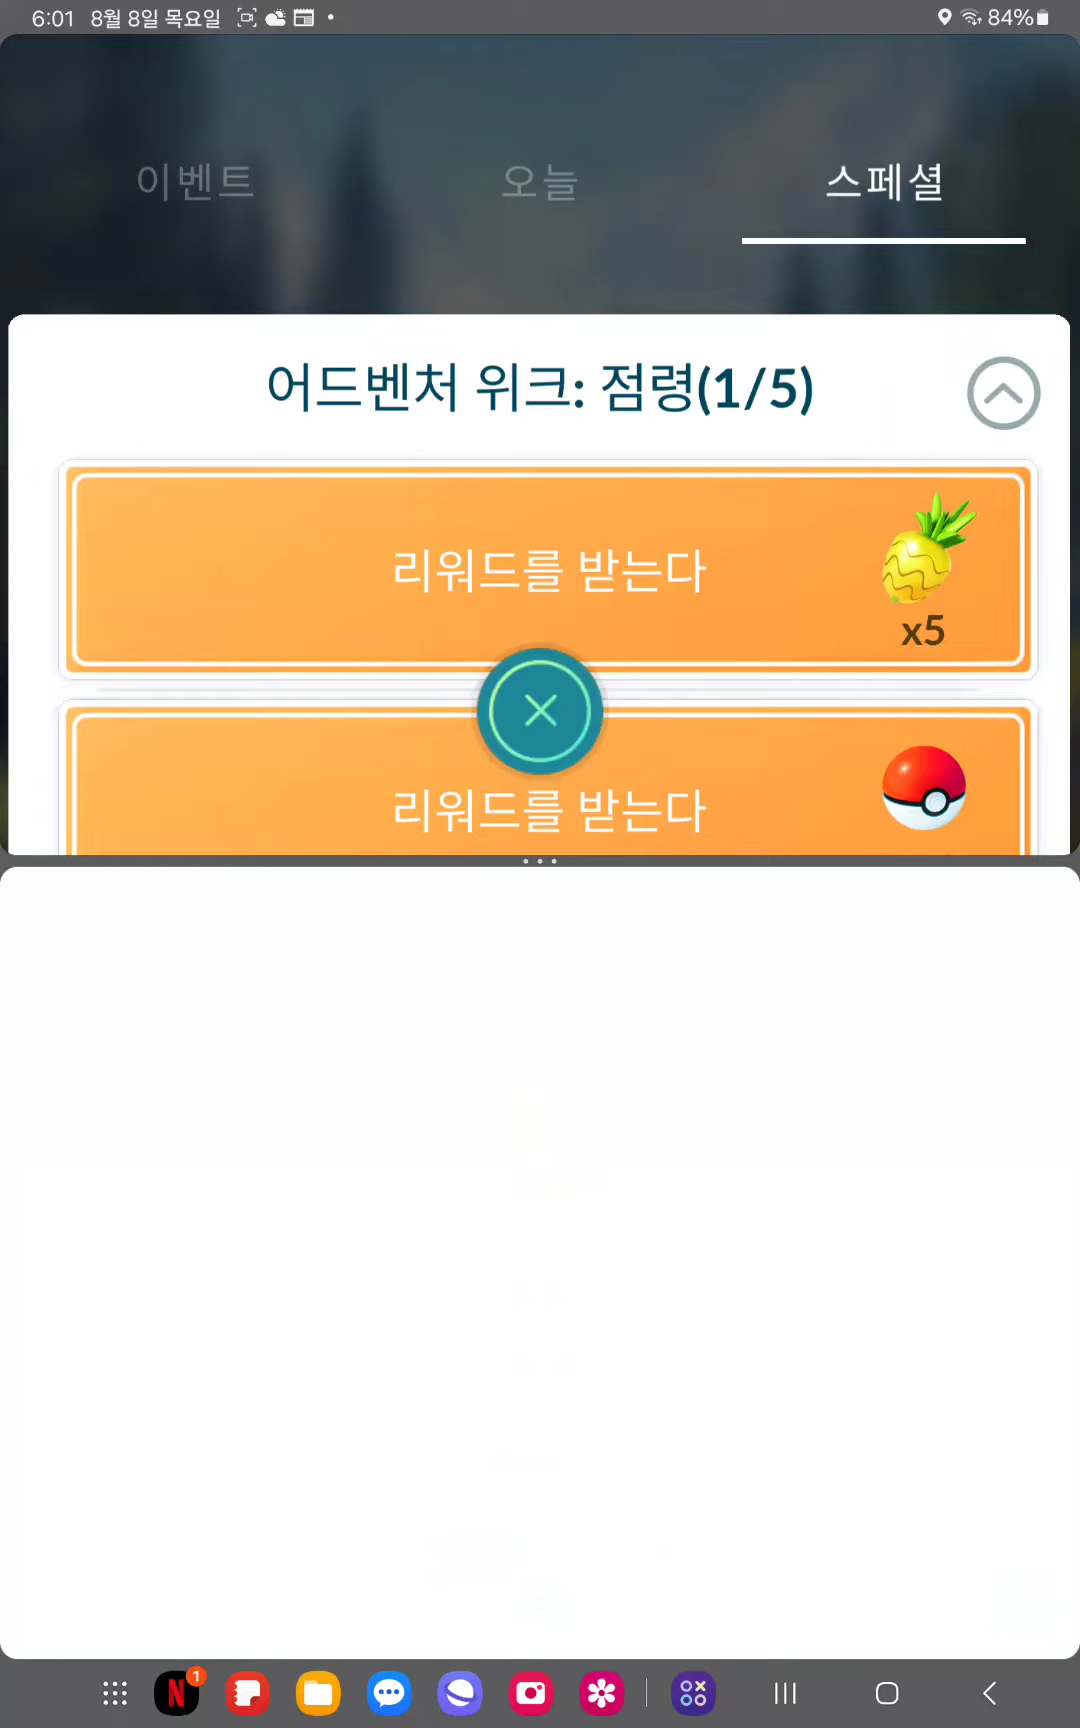 6:01 8월 8일 목요일
84%
이벤트 오늘 스페셜
어드벤처 위크: 점령(1/5)
리워드를 받는다
x5
리워드를 받는다
N 1